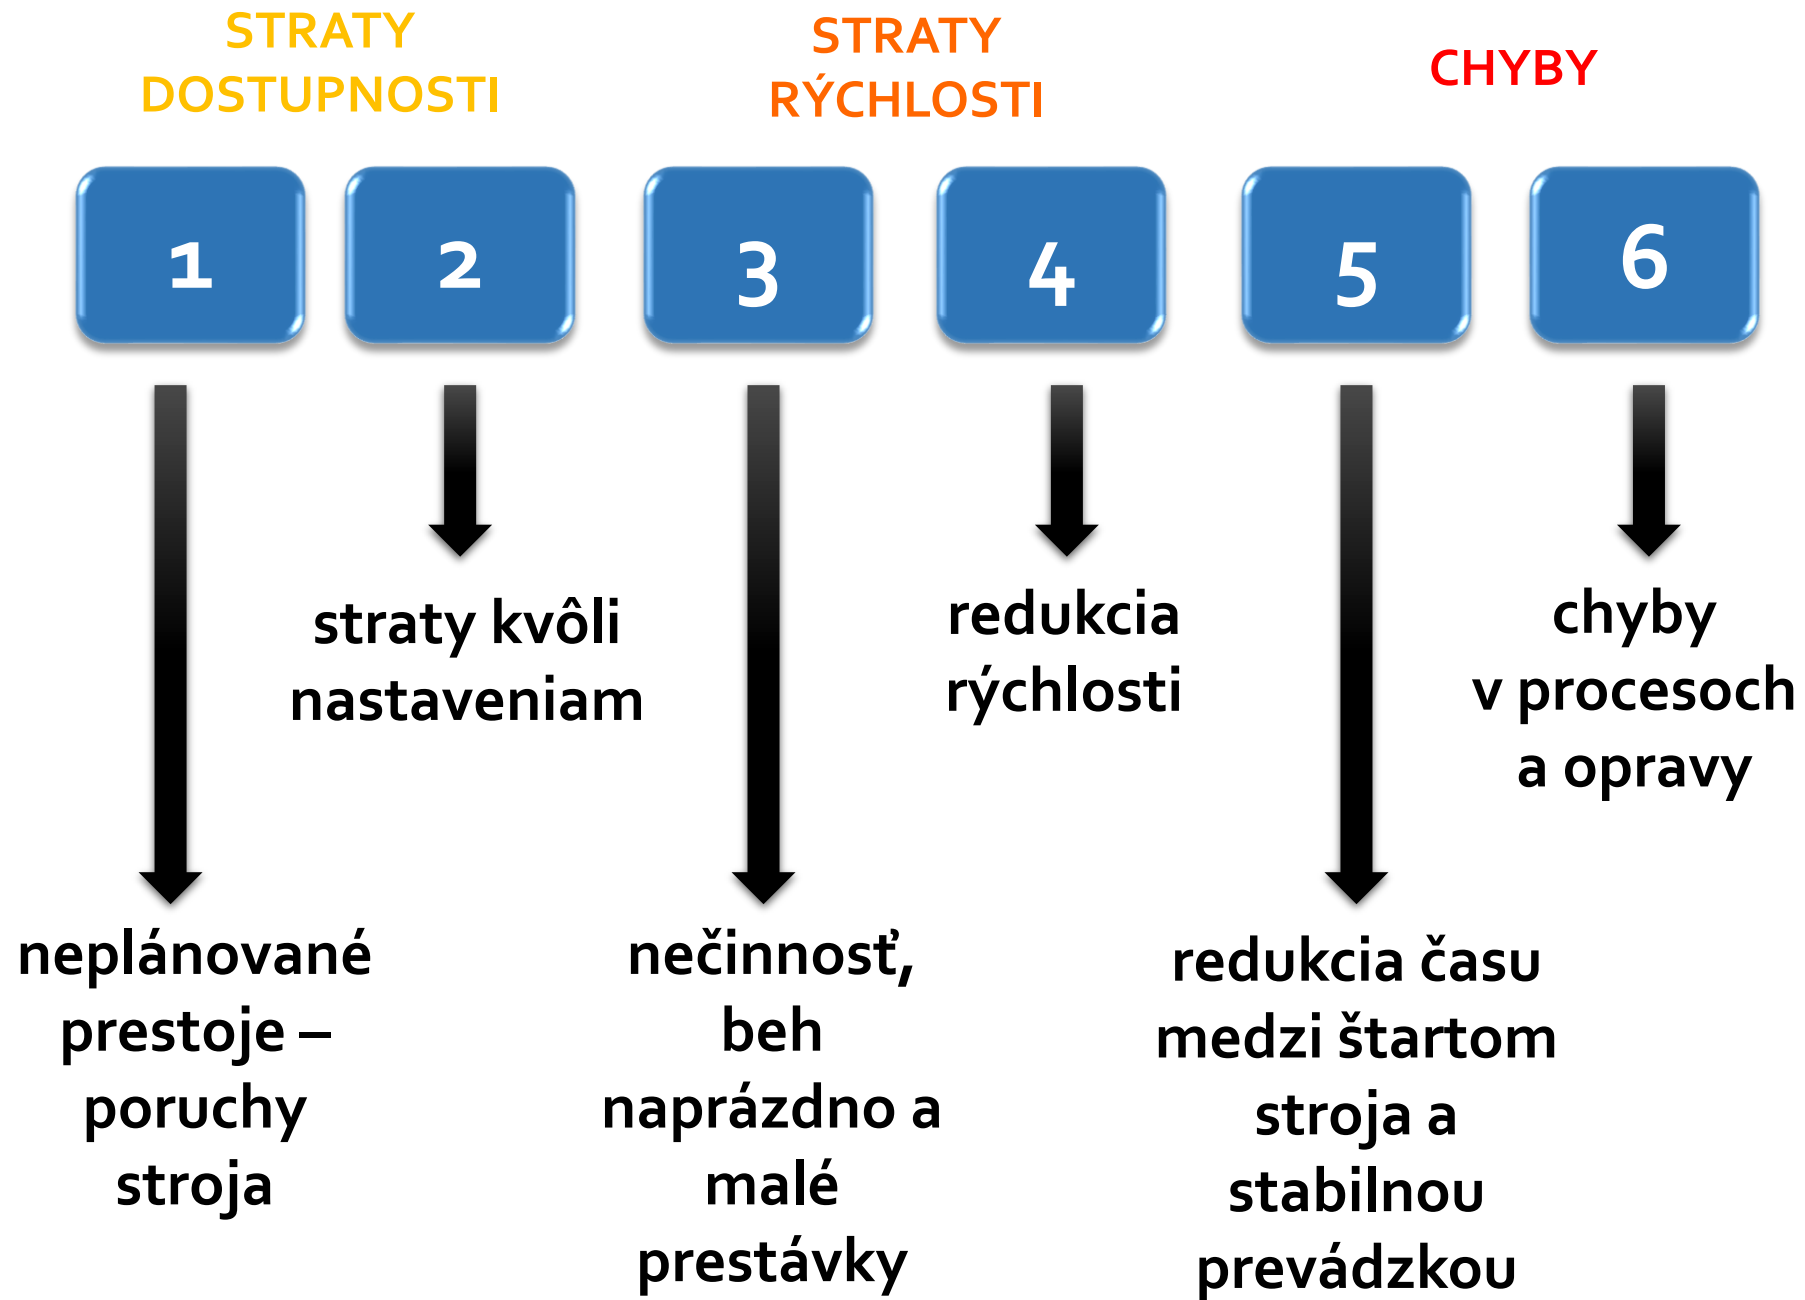 STRATY
DOSTUPNOSTI
STRATY
RÝCHLOSTI
CHYBY
1
2
3
4
5
6
straty kvôli
nastaveniam
redukcia
rýchlosti
chyby
v procesoch
a opravy
neplánované
prestoje –
poruchy
stroja
nečinnosť,
beh
naprázdno a
malé
prestávky
redukcia času
medzi štartom
stroja a
stabilnou
prevádzkou